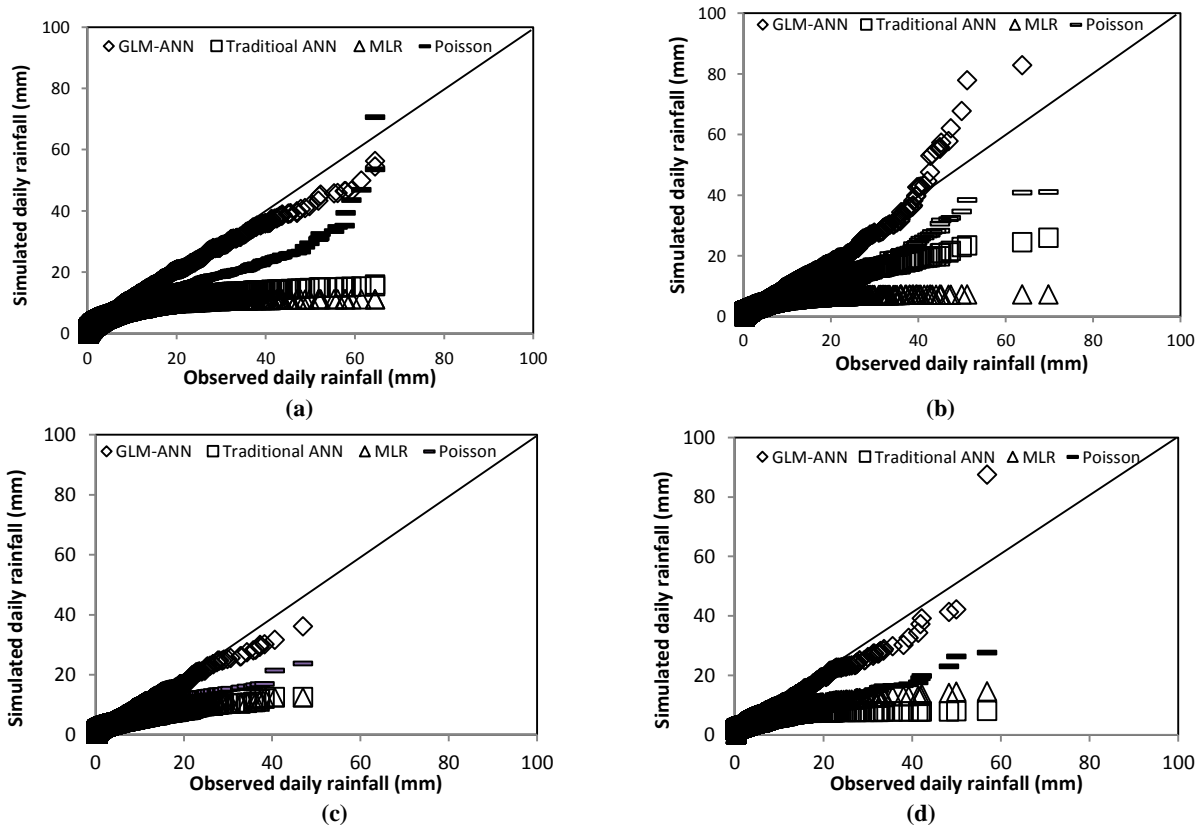 100
80
60
40
20
0
Simulated daily rainfall (mm)
GLM-ANN Traditioal ANN MLR Poisson
0 20 40 60 80 100
Observed daily rainfall (mm)
(a)
100
80
60
40
20
0
Simulated daily rainfall (mm)
GLM-ANN Traditional ANN MLR Poisson
0 20 40 60 80 100
Observed daily rainfall (mm)
(b)
100
80
60
40
20
0
Simulated daily rainfall (mm)
GLM-ANN Traditional ANN MLR Poisson
0 20 40 60 80 100
Observed daily rainfall (mm)
(c)
100
80
60
40
20
0
Simulated daily rainfall (mm)
GLM-ANN Traditional ANN MLR Poisson
0 20 40 60 80 100
Observed daily rainfall (mm)
(d)